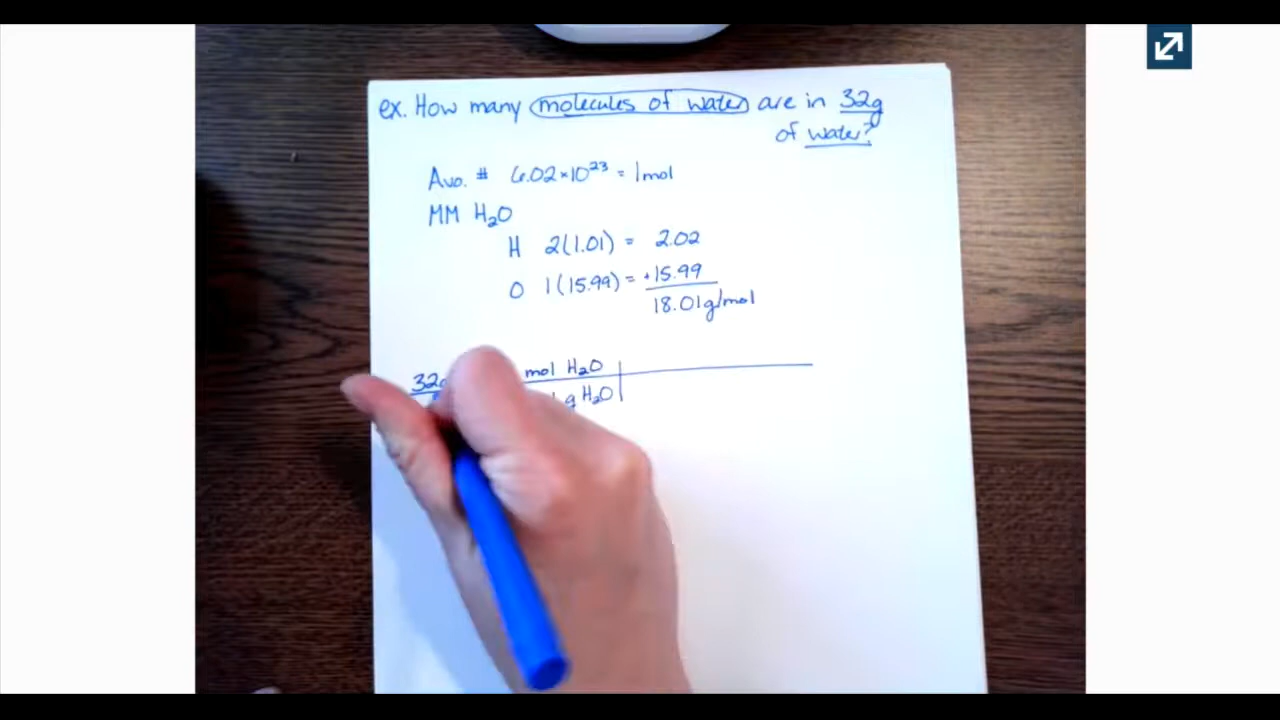 ex. How many molecules of water are in 32g
of water?
Avo. # 6.02×10²³ = 1mol
MM H₂O
H 2(1.01) = 2.02
O 1(15.99) = +15.99
18.01g/mol
mol H₂O
g H₂O